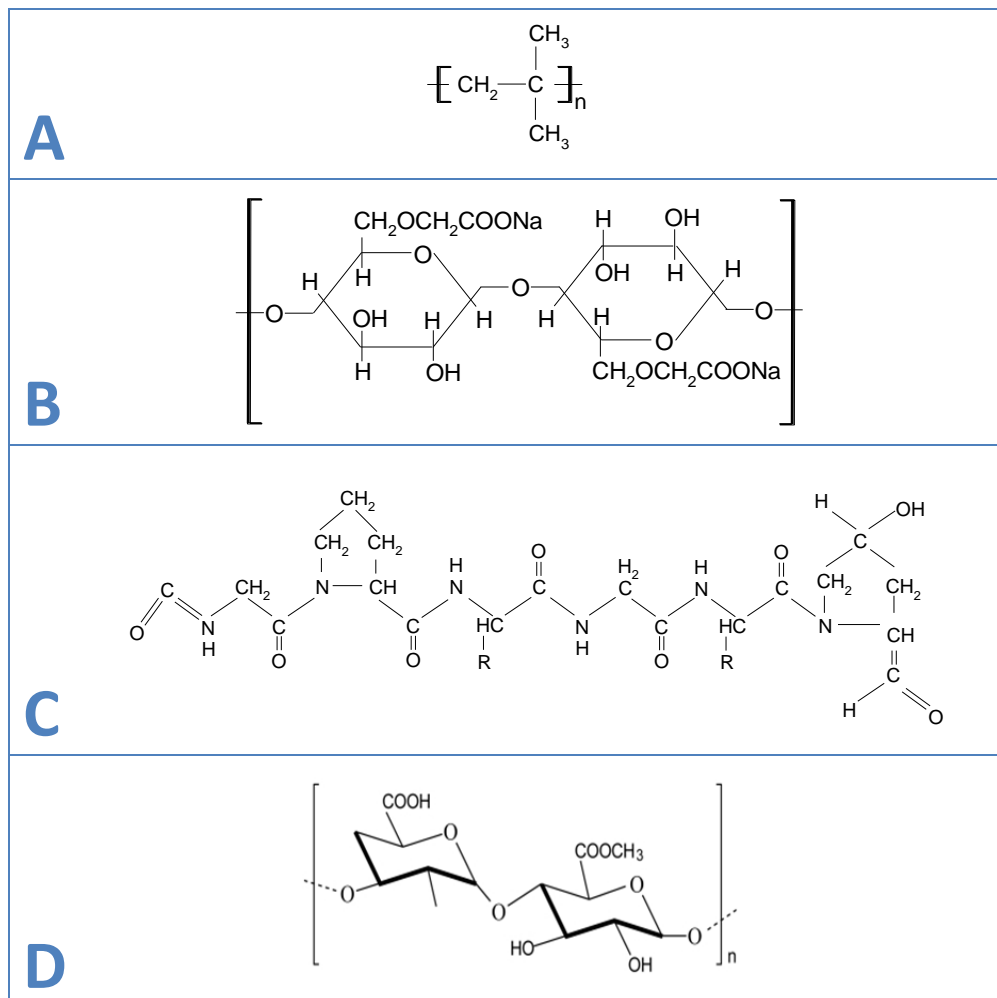 CH3
CH2 C n
CH3
A
CH2OCH2COONa O H OH
H H OH H H
O OH H O H O
H OH H H O
CH2OCH2COONa
B
CH2 H OH
CH2 CH2 C
C CH2 N CH H O H2 H O CH2 CH2
O N C C N HC C N C C N HC C N CH
H O O R H O R C
H O
C
COOH O COOCH3 O
O O O
HO OH n
D